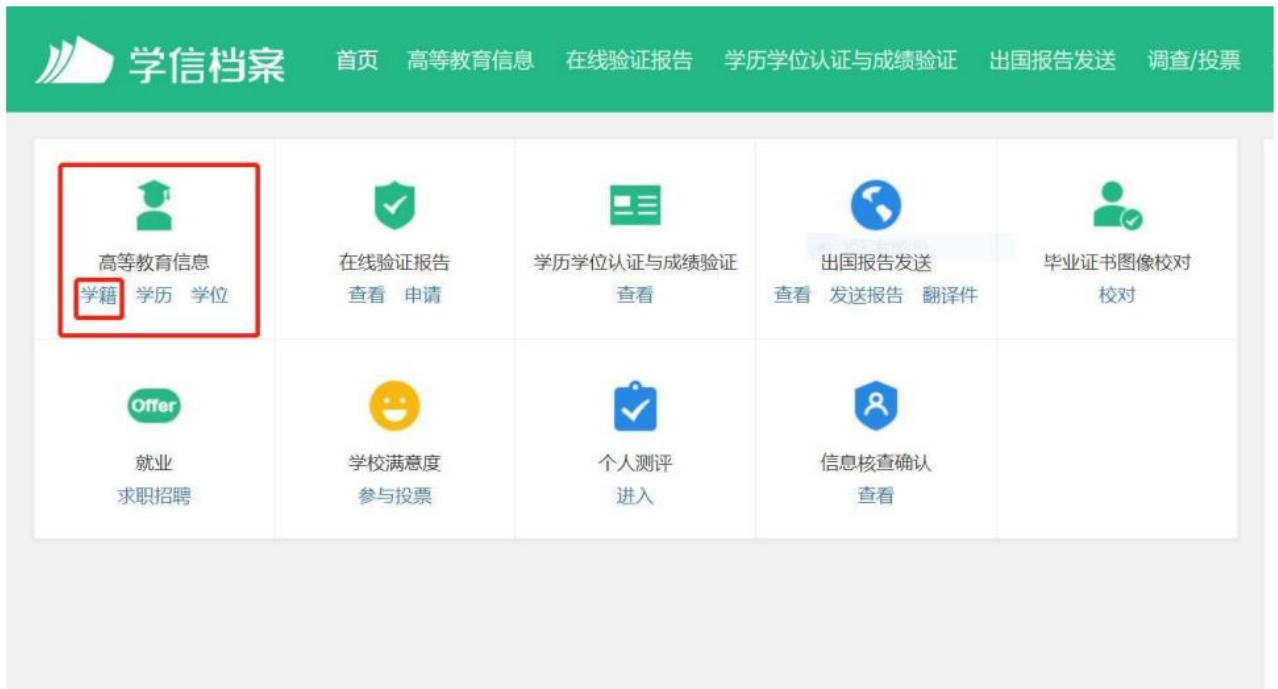 学信档案 首页 高等教育信息 在线验证报告 学历学位认证与成绩验证 出国报告发送 调查/投票
高等教育信息 在线验证报告 学历学位认证与成绩验证 出国报告发送 毕业证书图像校对
学籍 学历 学位 查看 申请 查看 查看 发送报告 翻译件 校对
Offer
就业 学校满意度 个人测评 信息核查确认
求职招聘 参与投票 进入 查看